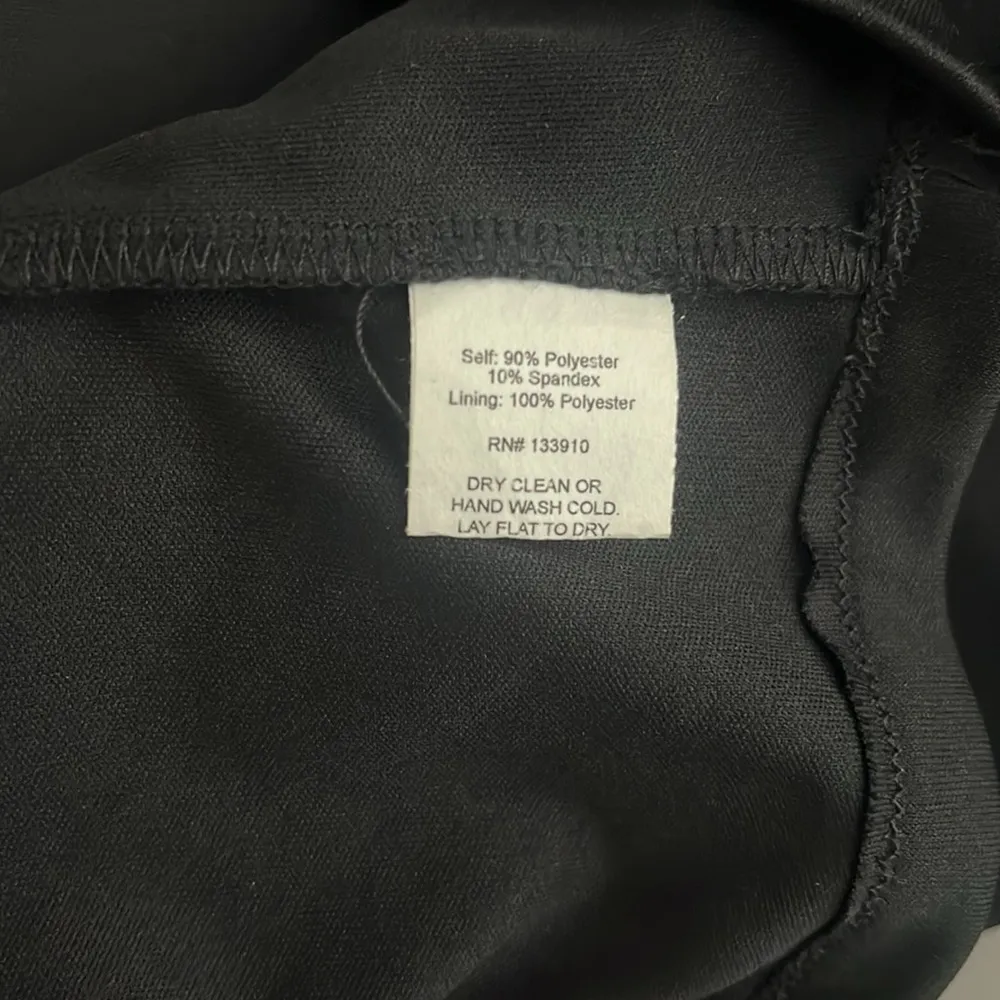 Self: 90% Polyester
10% Spandex
Lining: 100% Polyester
RN# 133910
DRY CLEAN OR
HAND WASH COLD.
LAY FLAT TO DRY.